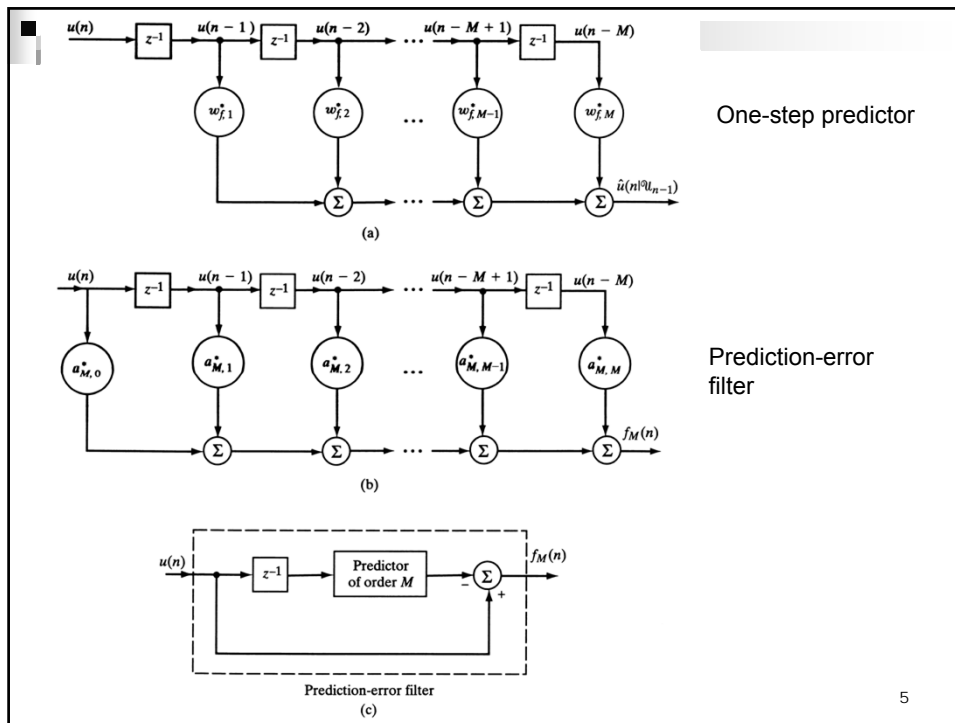 u(n) u(n − 1) u(n − 2) ... u(n − M + 1) u(n − M)
z⁻¹ z⁻¹ z⁻¹
w*f,1 w*f,2 ... w*f,M−1 w*f,M
One-step predictor
Σ ... Σ Σ û(n|𝒰n−1)
(a)
u(n) u(n − 1) u(n − 2) ... u(n − M + 1) u(n − M)
z⁻¹ z⁻¹ z⁻¹
a*M,0 a*M,1 a*M,2 ... a*M,M−1 a*M,M
Prediction-error
filter
Σ Σ ... Σ Σ fM(n)
(b)
u(n) z⁻¹ Predictor
of order M − Σ + fM(n)
Prediction-error filter
(c)
5